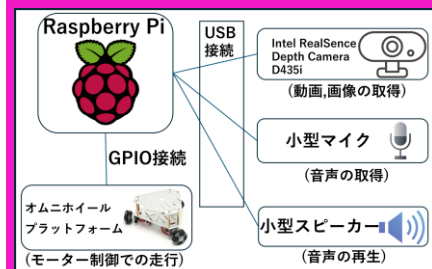 Raspberry Pi
USB
接続
Intel RealSence
Depth Camera
D435i
(動画,画像の取得)
小型マイク
(音声の取得)
GPIO接続
オムニホイール
プラットフォーム
(モーター制御での走行)
小型スピーカー
(音声の再生)